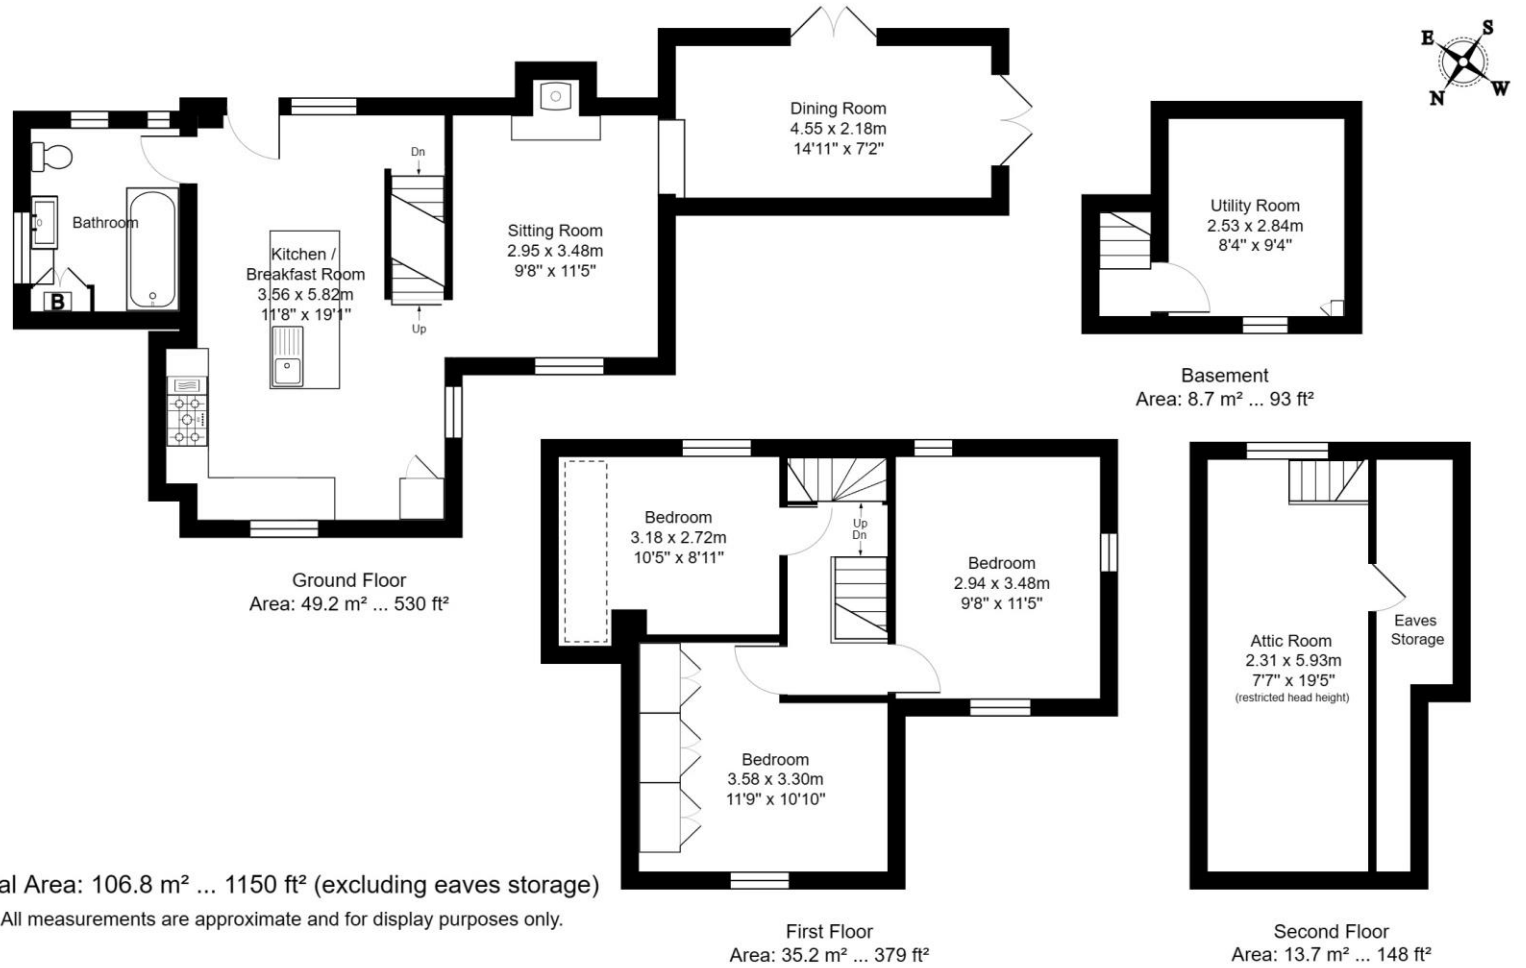 E
S
N
W
Dining Room
4.55 x 2.18m
14'11" x 7'2"
Dn
Bathroom
B
Kitchen /
Breakfast Room
3.56 x 5.82m
11'8" x 19'1"
Up
Sitting Room
2.95 x 3.48m
9'8" x 11'5"
Utility Room
2.53 x 2.84m
8'4" x 9'4"
Basement
Area: 8.7 m² ... 93 ft²
Ground Floor
Area: 49.2 m² ... 530 ft²
Bedroom
3.18 x 2.72m
10'5" x 8'11"
Up
Dn
Bedroom
2.94 x 3.48m
9'8" x 11'5"
Bedroom
3.58 x 3.30m
11'9" x 10'10"
Attic Room
2.31 x 5.93m
7'7" x 19'5"
(restricted head height)
Eaves
Storage
al Area: 106.8 m² ... 1150 ft² (excluding eaves storage)
All measurements are approximate and for display purposes only.
First Floor
Area: 35.2 m² ... 379 ft²
Second Floor
Area: 13.7 m² ... 148 ft²